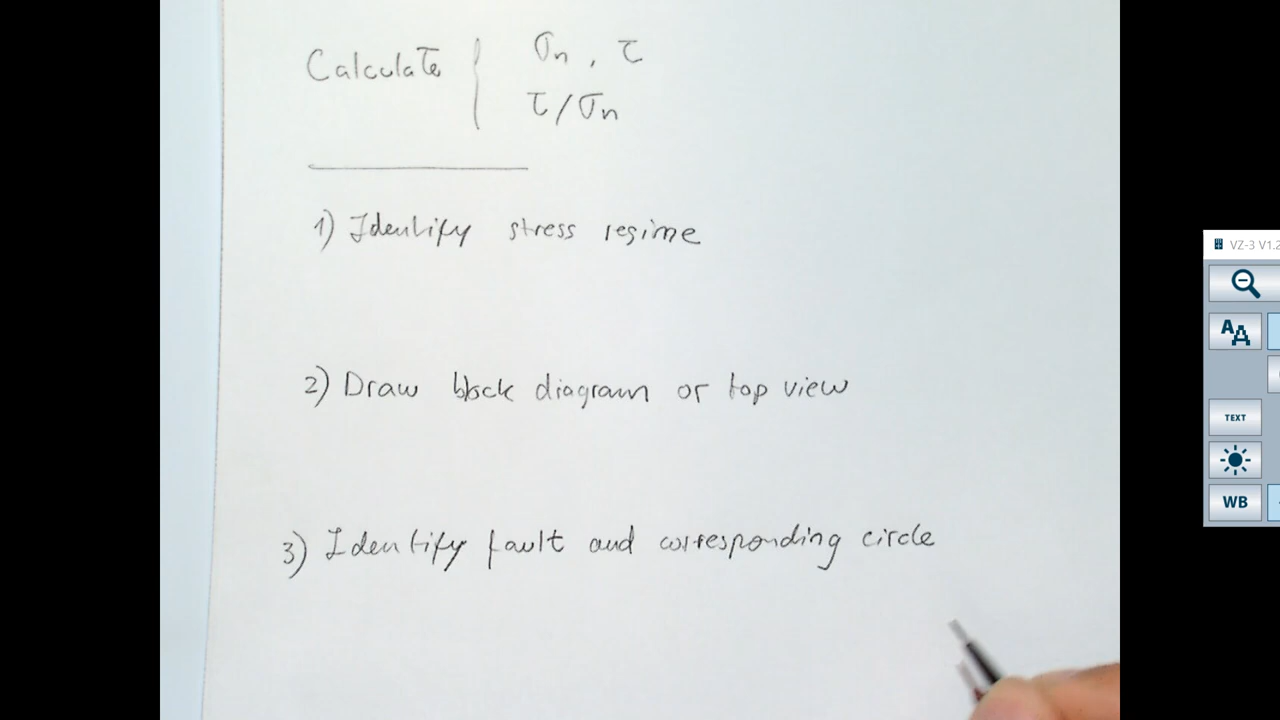 Calculate { σn , τ
τ/σn
1) Identify stress regime
2) Draw block diagram or top view
3) Identify fault and corresponding circle
VZ-3 V1.2
AA
TEXT
WB